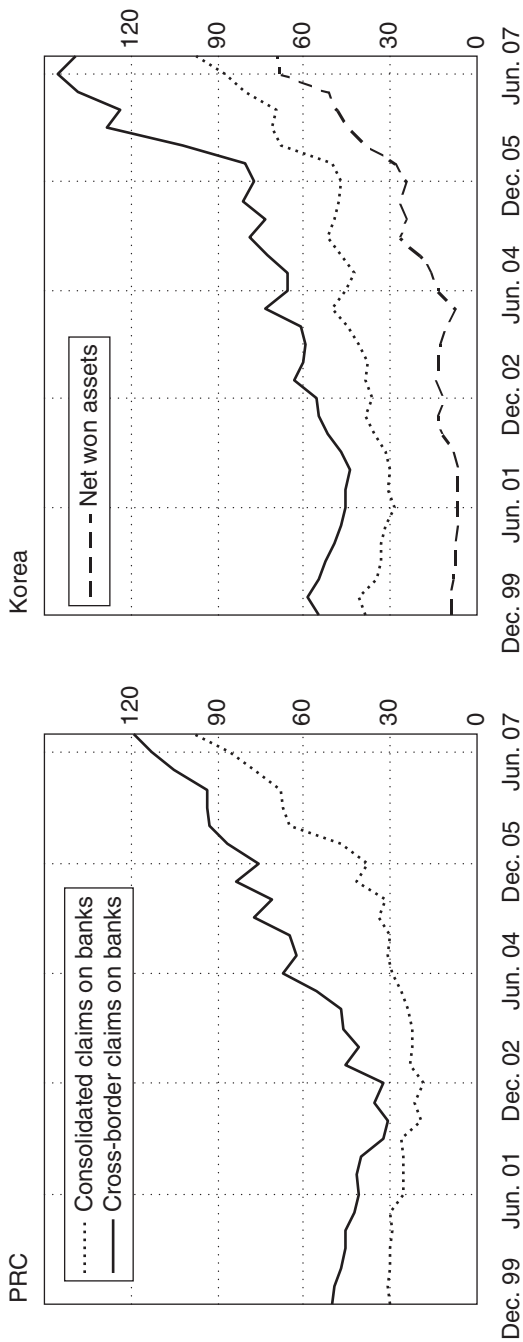 PRC
Consolidated claims on banks
Cross-border claims on banks
120
90
60
30
0
Dec. 99 Jun. 01 Dec. 02 Jun. 04 Dec. 05 Jun. 07
Korea
Net won assets
120
90
60
30
0
Dec. 99 Jun. 01 Dec. 02 Jun. 04 Dec. 05 Jun. 07